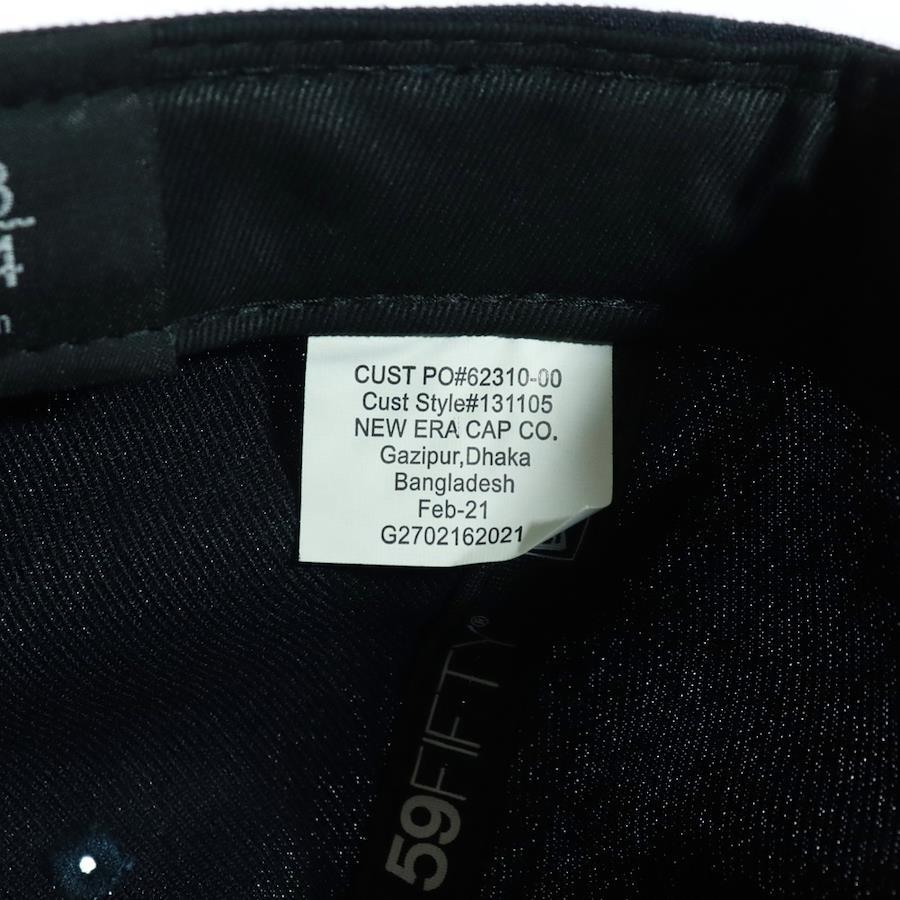 CUST PO#62310-00
Cust Style#131105
NEW ERA CAP CO.
Gazipur,Dhaka
Bangladesh
Feb-21
G2702162021
59FIFTY®